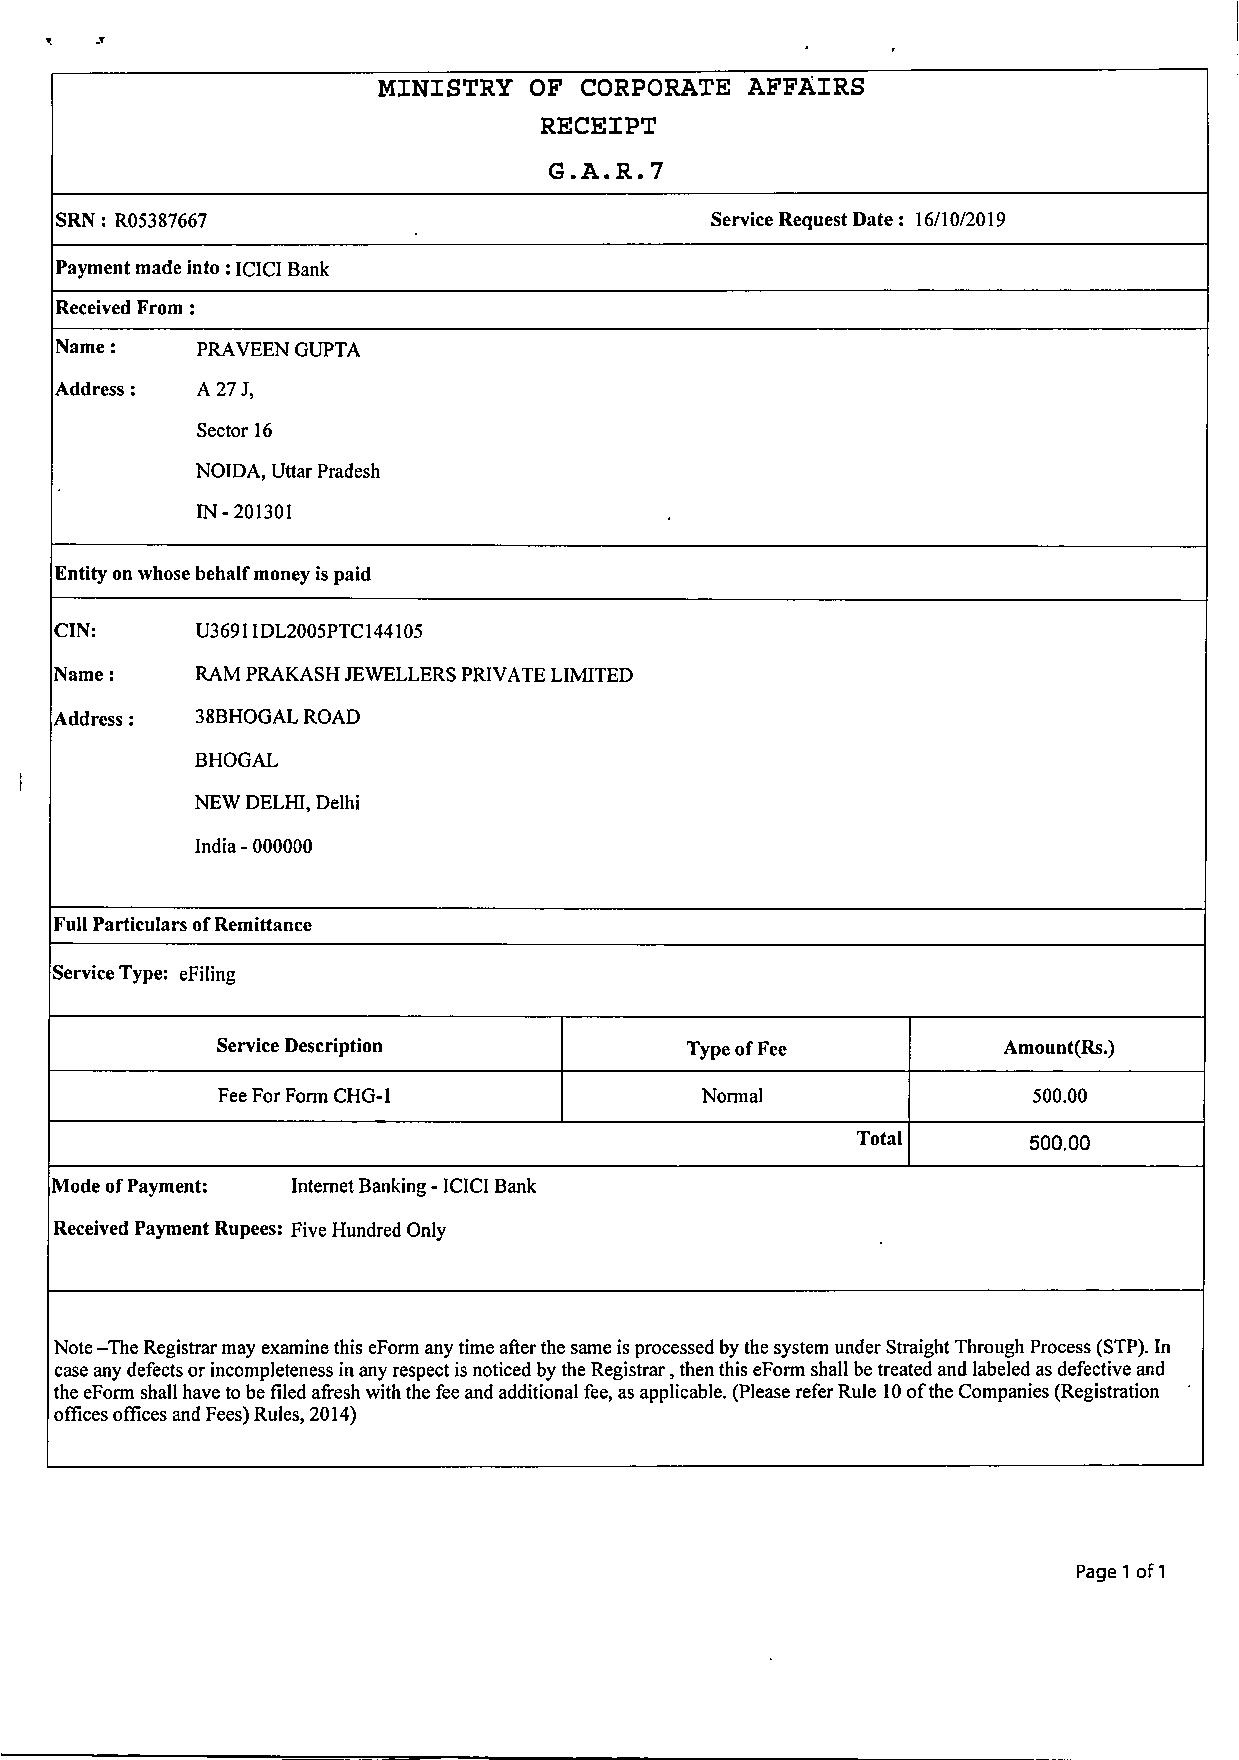 MINISTRY OF CORPORATE AFFAIRS
RECEIPT
G.A.R.7
SRN : R05387667 Service Request Date : 16/10/2019
Payment made into : ICICI Bank
Received From :
Name : PRAVEEN GUPTA
Address : A 27 J,
Sector 16
NOIDA, Uttar Pradesh
IN - 201301
Entity on whose behalf money is paid
CIN: U36911DL2005PTC144105
Name : RAM PRAKASH JEWELLERS PRIVATE LIMITED
Address : 38BHOGAL ROAD
BHOGAL
NEW DELHI, Delhi
India - 000000
Full Particulars of Remittance
Service Type: eFiling
Service Description Type of Fee Amount(Rs.)
Fee For Form CHG-1 Normal 500.00
Total 500.00
Mode of Payment: Internet Banking - ICICI Bank
Received Payment Rupees: Five Hundred Only
Note –The Registrar may examine this eForm any time after the same is processed by the system under Straight Through Process (STP). In
case any defects or incompleteness in any respect is noticed by the Registrar , then this eForm shall be treated and labeled as defective and
the eForm shall have to be filed afresh with the fee and additional fee, as applicable. (Please refer Rule 10 of the Companies (Registration
offices offices and Fees) Rules, 2014)
Page 1 of 1